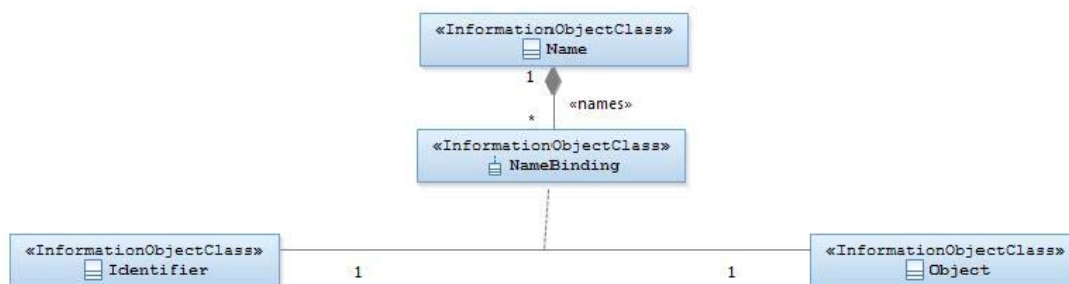 «InformationObjectClass»
Name
1
«names»
*
«InformationObjectClass»
NameBinding
«InformationObjectClass»
Identifier
1
1
«InformationObjectClass»
Object